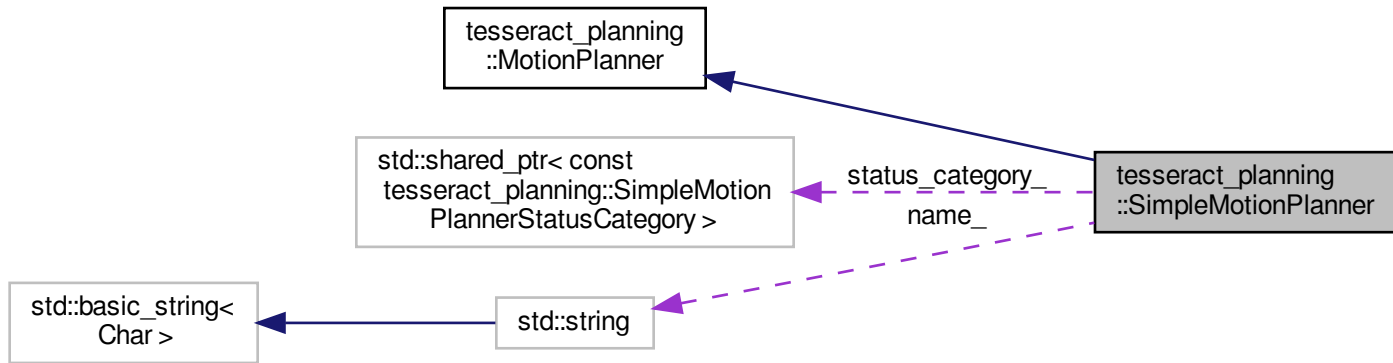 tesseract_planning
::MotionPlanner
std::shared_ptr< const
tesseract_planning::SimpleMotion
PlannerStatusCategory >
status_category_
name_
tesseract_planning
::SimpleMotionPlanner
std::basic_string<
Char >
std::string